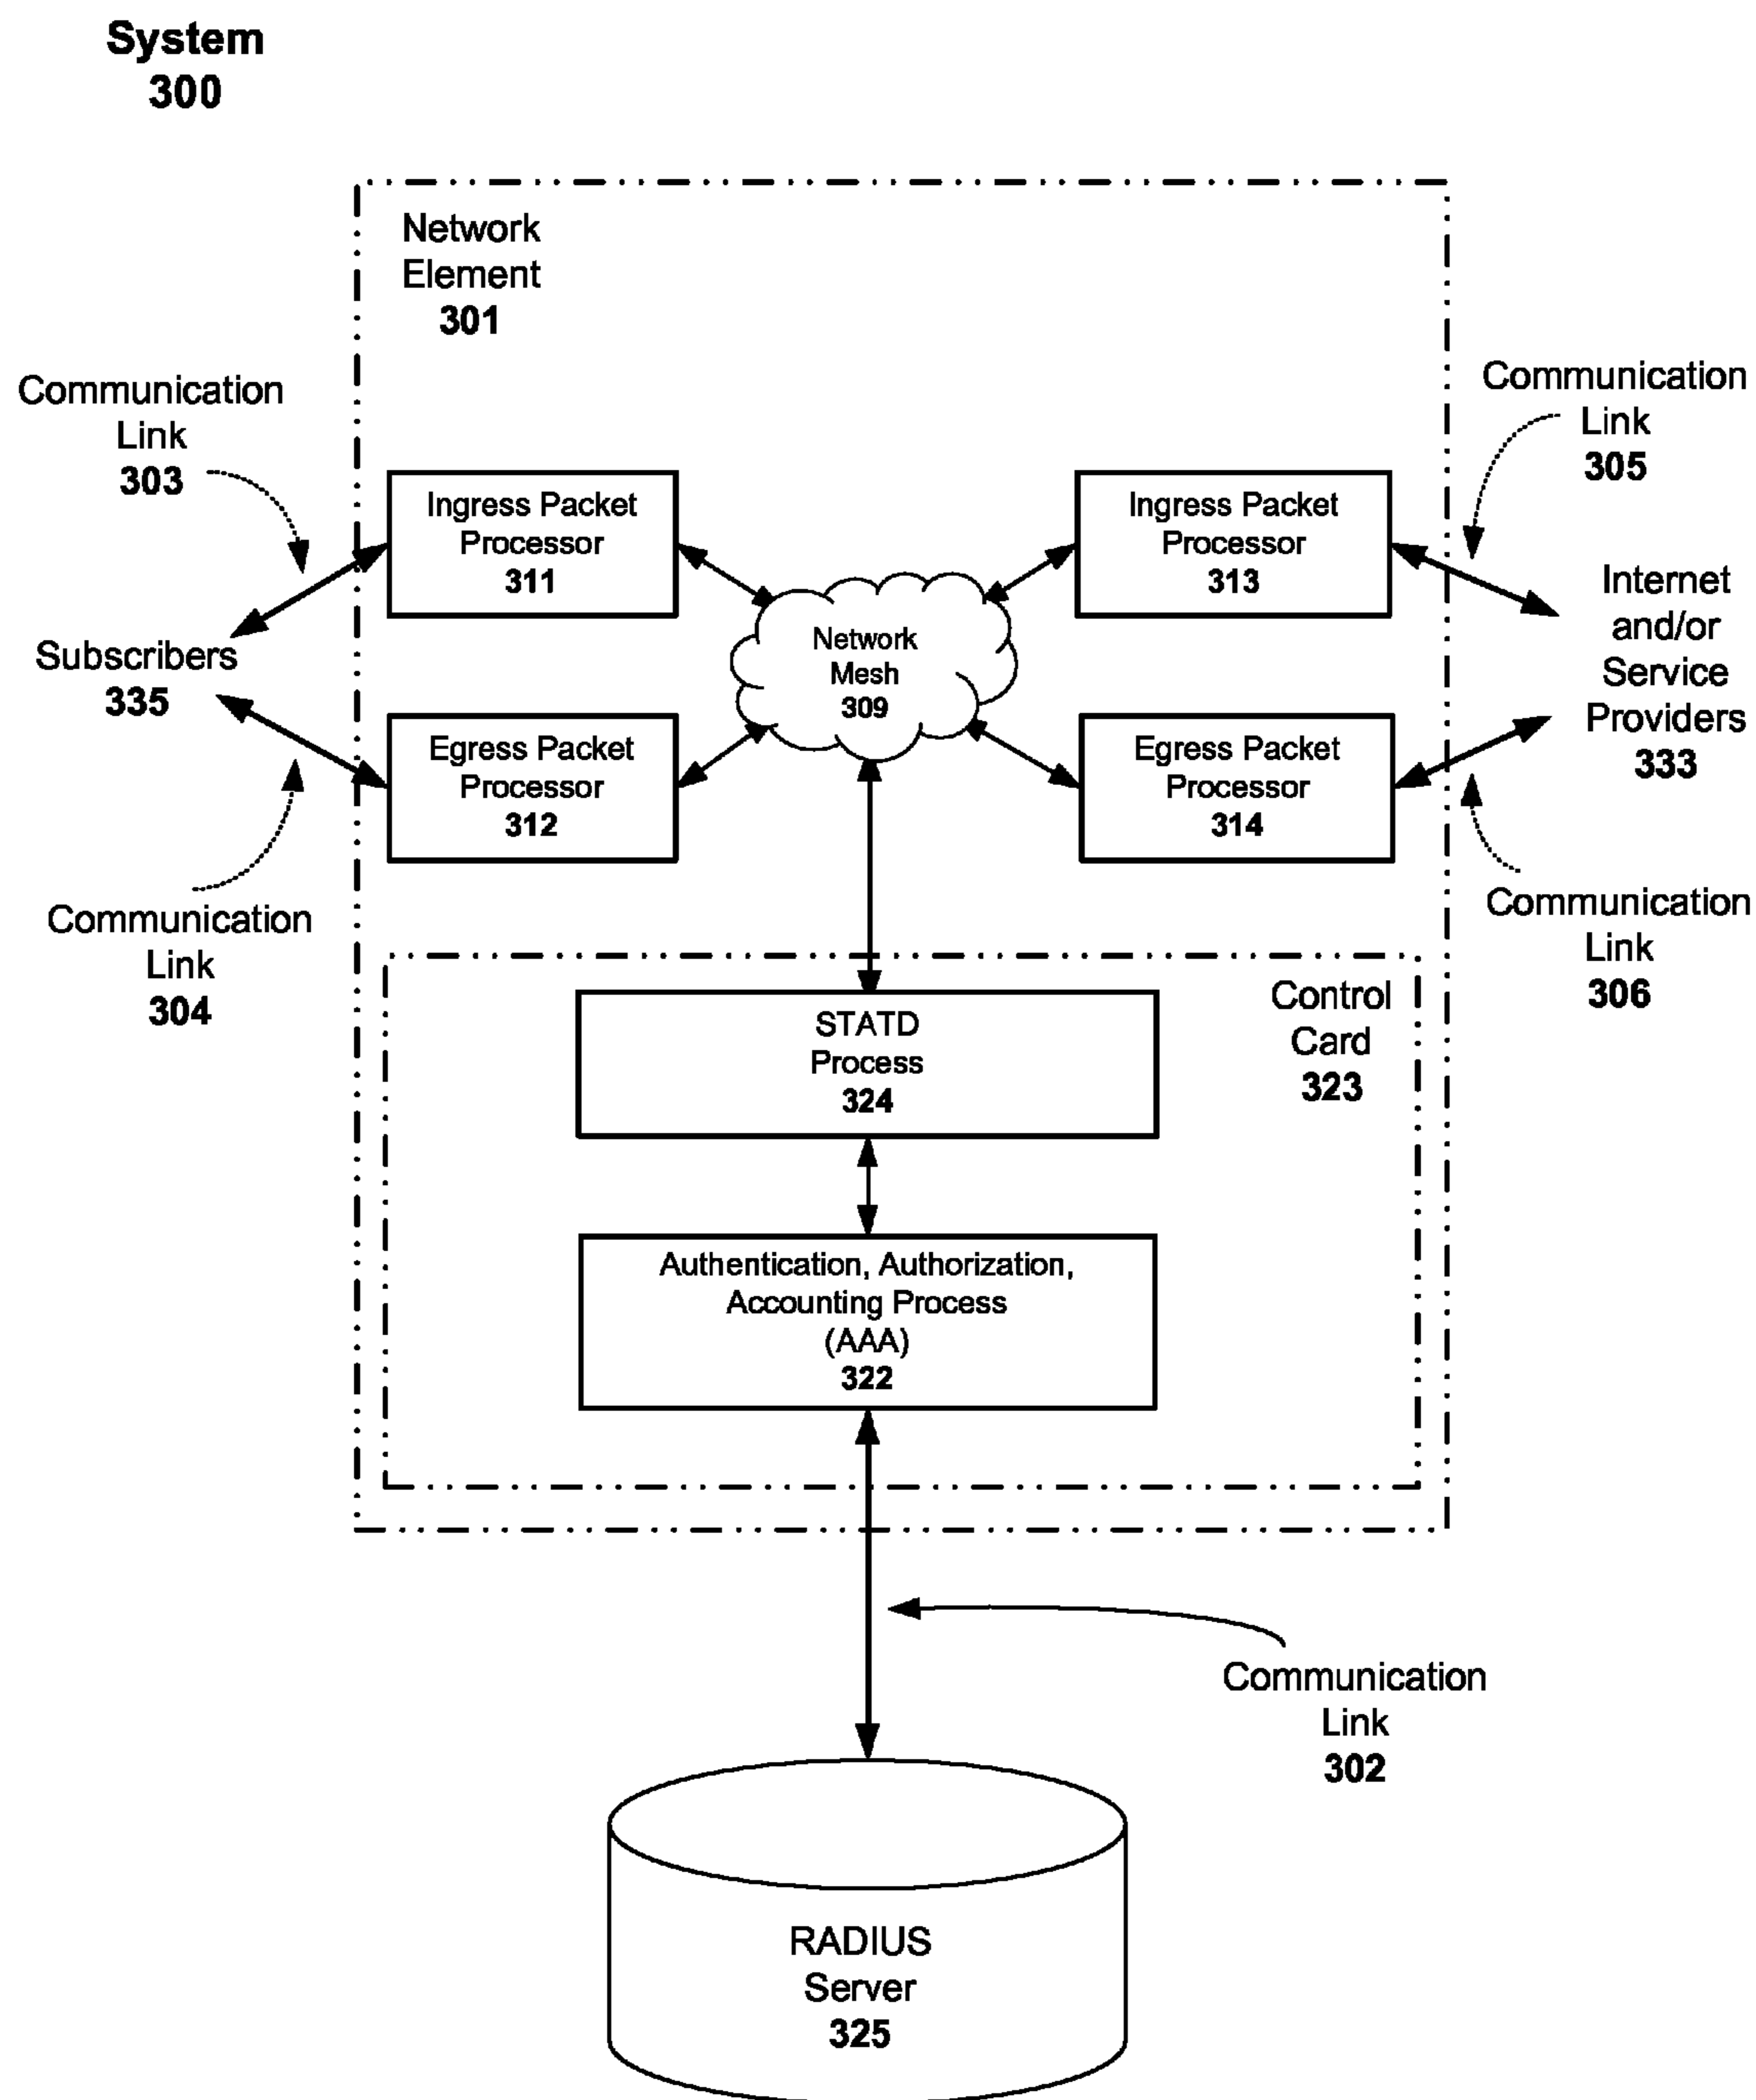 System
300
Network
Element
301
Communication
Link
303
Communication
Link
305
Ingress Packet
Processor
311
Ingress Packet
Processor
313
Internet
and/or
Service
Providers
333
Subscribers
335
Network
Mesh
309
Egress Packet
Processor
312
Egress Packet
Processor
314
Communication
Link
304
Communication
Link
306
Control
Card
323
STATD
Process
324
Authentication, Authorization,
Accounting Process
(AAA)
322
Communication
Link
302
RADIUS
Server
325